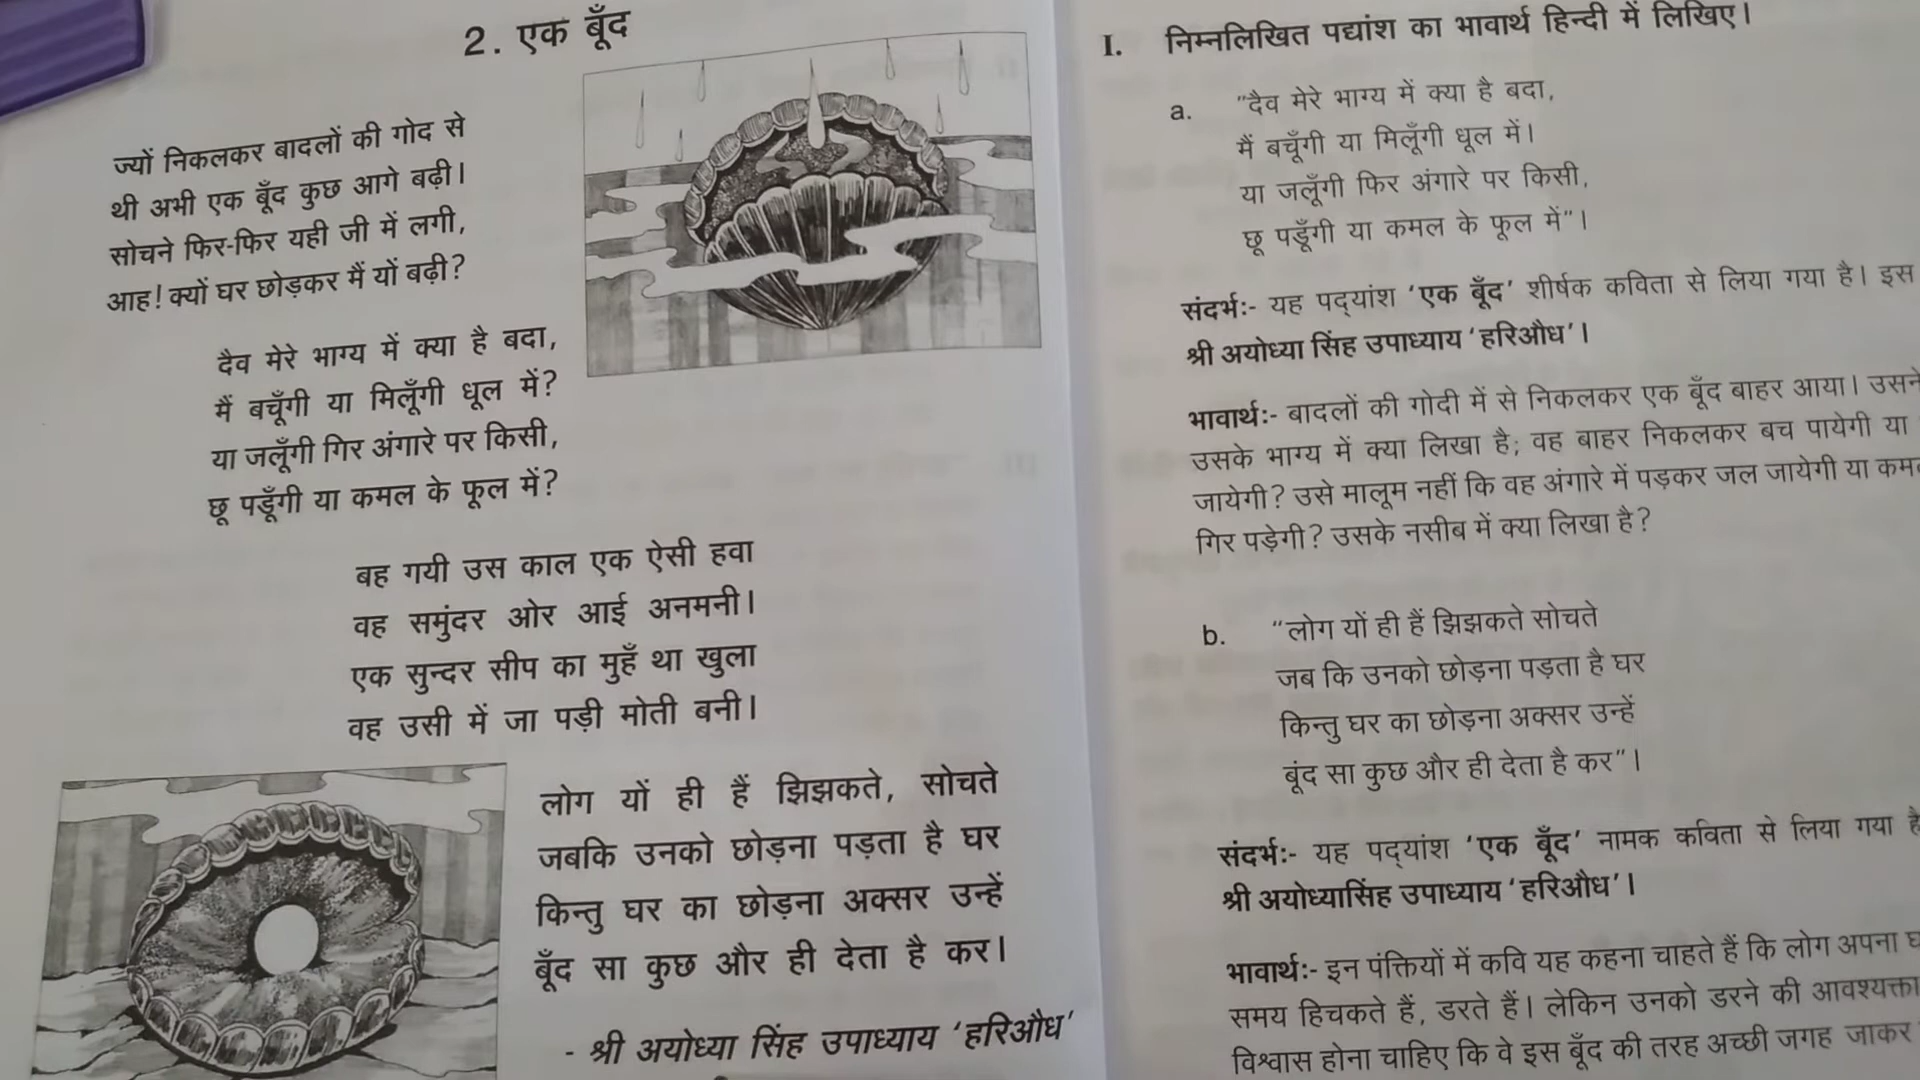 2. एक बूँद
ज्यों निकलकर बादलों की गोद से
थी अभी एक बूँद कुछ आगे बढ़ी।
सोचने फिर-फिर यही जी में लगी,
आह! क्यों घर छोड़कर मैं यों बढ़ी?
दैव मेरे भाग्य में क्या है बदा,
मैं बचूँगी या मिलूँगी धूल में?
या जलूँगी गिर अंगारे पर किसी,
छू पडूँगी या कमल के फूल में?
बह गयी उस काल एक ऐसी हवा
वह समुंदर ओर आई अनमनी।
एक सुन्दर सीप का मुहँ था खुला
वह उसी में जा पड़ी मोती बनी।
लोग यों ही हैं झिझकते, सोचते
जबकि उनको छोड़ना पड़ता है घर
किन्तु घर का छोड़ना अक्सर उन्हें
बूँद सा कुछ और ही देता है कर।
- श्री अयोध्या सिंह उपाध्याय 'हरिऔध'
I. निम्नलिखित पद्यांश का भावार्थ हिन्दी में लिखिए।
a. "दैव मेरे भाग्य में क्या है बदा,
मैं बचूँगी या मिलूँगी धूल में।
या जलूँगी फिर अंगारे पर किसी,
छू पडूँगी या कमल के फूल में"।
संदर्भः- यह पद्यांश 'एक बूँद' शीर्षक कविता से लिया गया है। इस
श्री अयोध्या सिंह उपाध्याय 'हरिऔध'।
भावार्थः- बादलों की गोदी में से निकलकर एक बूँद बाहर आया। उसने
उसके भाग्य में क्या लिखा है; वह बाहर निकलकर बच पायेगी या
जायेगी? उसे मालूम नहीं कि वह अंगारे में पड़कर जल जायेगी या
गिर पड़ेगी? उसके नसीब में क्या लिखा है?
b. "लोग यों ही हैं झिझकते सोचते
जब कि उनको छोड़ना पड़ता है घर
किन्तु घर का छोड़ना अक्सर उन्हें
बूंद सा कुछ और ही देता है कर"।
संदर्भः- यह पद्यांश 'एक बूँद' नामक कविता से लिया गया है
श्री अयोध्यासिंह उपाध्याय 'हरिऔध'।
भावार्थः- इन पंक्तियों में कवि यह कहना चाहते हैं कि लोग अपना
समय हिचकते हैं, डरते हैं। लेकिन उनको डरने की आवश्यक्ता
विश्वास होना चाहिए कि वे इस बूँद की तरह अच्छी जगह जाकर